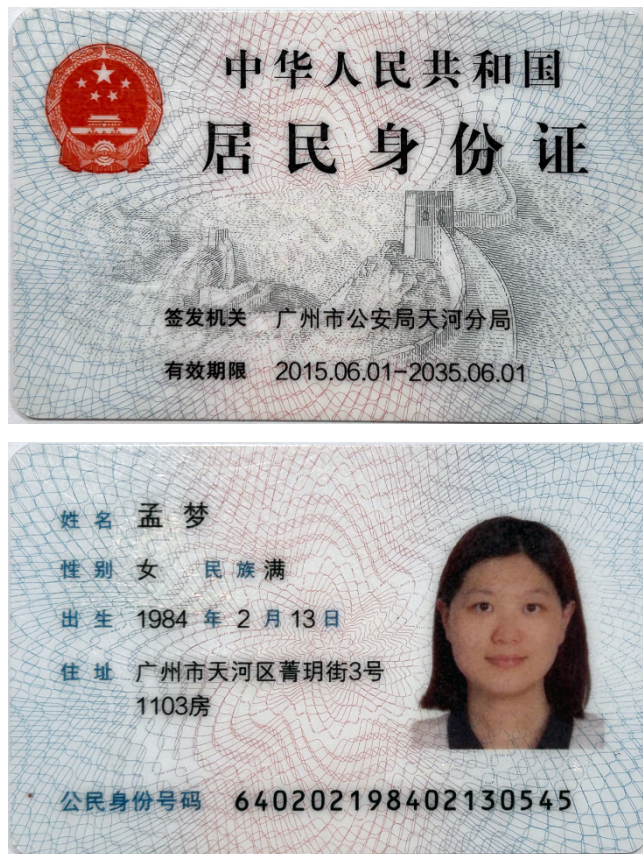 中华人民共和国
居民身份证
签发机关 广州市公安局天河分局
有效期限 2015.06.01-2035.06.01
姓名 孟梦
性别 女 民族 满
出生 1984 年 2 月 13 日
住址 广州市天河区菁玥街3号
1103房
公民身份号码 640202198402130545